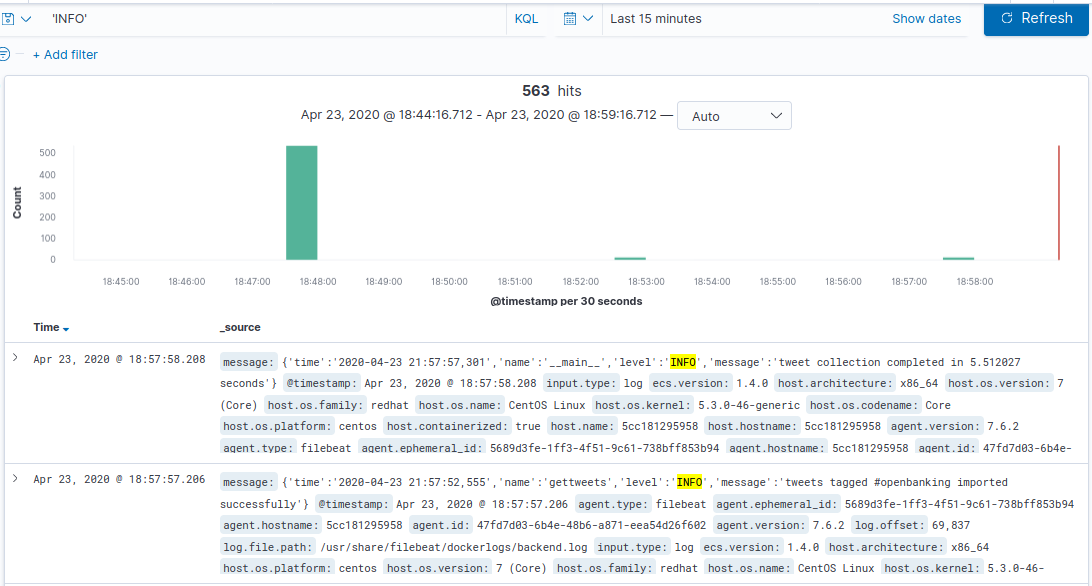 'INFO' KQL Last 15 minutes Show dates Refresh
+ Add filter
563 hits
Apr 23, 2020 @ 18:44:16.712 - Apr 23, 2020 @ 18:59:16.712 — Auto
500
400
300
200
100
0
Count
18:45:00 18:46:00 18:47:00 18:48:00 18:49:00 18:50:00 18:51:00 18:52:00 18:53:00 18:54:00 18:55:00 18:56:00 18:57:00 18:58:00
@timestamp per 30 seconds
Time _source
Apr 23, 2020 @ 18:57:58.208 message: {'time':'2020-04-23 21:57:57,301','name':'__main__','level':'INFO','message':'tweet collection completed in 5.512027
seconds'} @timestamp: Apr 23, 2020 @ 18:57:58.208 input.type: log ecs.version: 1.4.0 host.architecture: x86_64 host.os.version: 7
(Core) host.os.family: redhat host.os.name: CentOS Linux host.os.kernel: 5.3.0-46-generic host.os.codename: Core
host.os.platform: centos host.containerized: true host.name: 5cc181295958 host.hostname: 5cc181295958 agent.version: 7.6.2
agent.type: filebeat agent.ephemeral_id: 5689d3fe-1ff3-4f51-9c61-738bff853b94 agent.hostname: 5cc181295958 agent.id: 47fd7d03-6b4e-
Apr 23, 2020 @ 18:57:57.206 message: {'time':'2020-04-23 21:57:52,555','name':'gettweets','level':'INFO','message':'tweets tagged #openbanking imported
successfully'} @timestamp: Apr 23, 2020 @ 18:57:57.206 agent.type: filebeat agent.ephemeral_id: 5689d3fe-1ff3-4f51-9c61-738bff853b94
agent.hostname: 5cc181295958 agent.id: 47fd7d03-6b4e-48b6-a871-eea54d26f602 agent.version: 7.6.2 log.offset: 69,837
log.file.path: /usr/share/filebeat/dockerlogs/backend.log input.type: log ecs.version: 1.4.0 host.architecture: x86_64
host.os.platform: centos host.os.version: 7 (Core) host.os.family: redhat host.os.name: CentOS Linux host.os.kernel: 5.3.0-46-